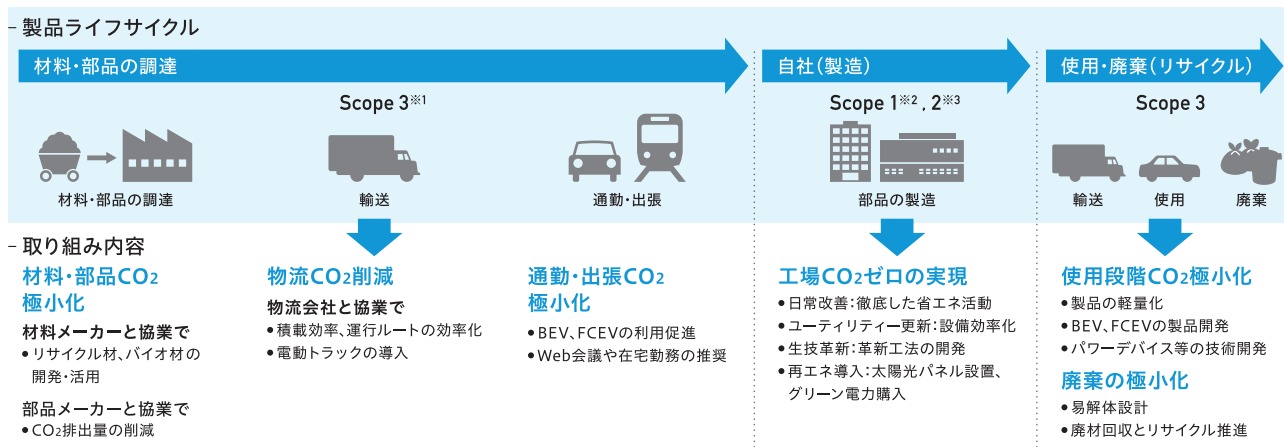 製品ライフサイクル
材料・部品の調達
Scope 3※1
材料・部品の調達
輸送
通勤・出張
自社(製造)
Scope 1※2 , 2※3
部品の製造
使用・廃棄(リサイクル)
Scope 3
輸送
使用
廃棄
取り組み内容
材料・部品CO2
極小化
材料メーカーと協業で
•リサイクル材、バイオ材の
開発・活用
部品メーカーと協業で
•CO2排出量の削減
物流CO2削減
物流会社と協業で
•積載効率、運行ルートの効率化
•電動トラックの導入
通勤・出張CO2
極小化
•BEV、FCEVの利用促進
•Web会議や在宅勤務の推奨
工場CO2ゼロの実現
•日常改善:徹底した省エネ活動
•ユーティリティー更新:設備効率化
•生技革新:革新工法の開発
•再エネ導入:太陽光パネル設置、
グリーン電力購入
使用段階CO2極小化
•製品の軽量化
•BEV、FCEVの製品開発
•パワーデバイス等の技術開発
廃棄の極小化
•易解体設計
•廃材回収とリサイクル推進